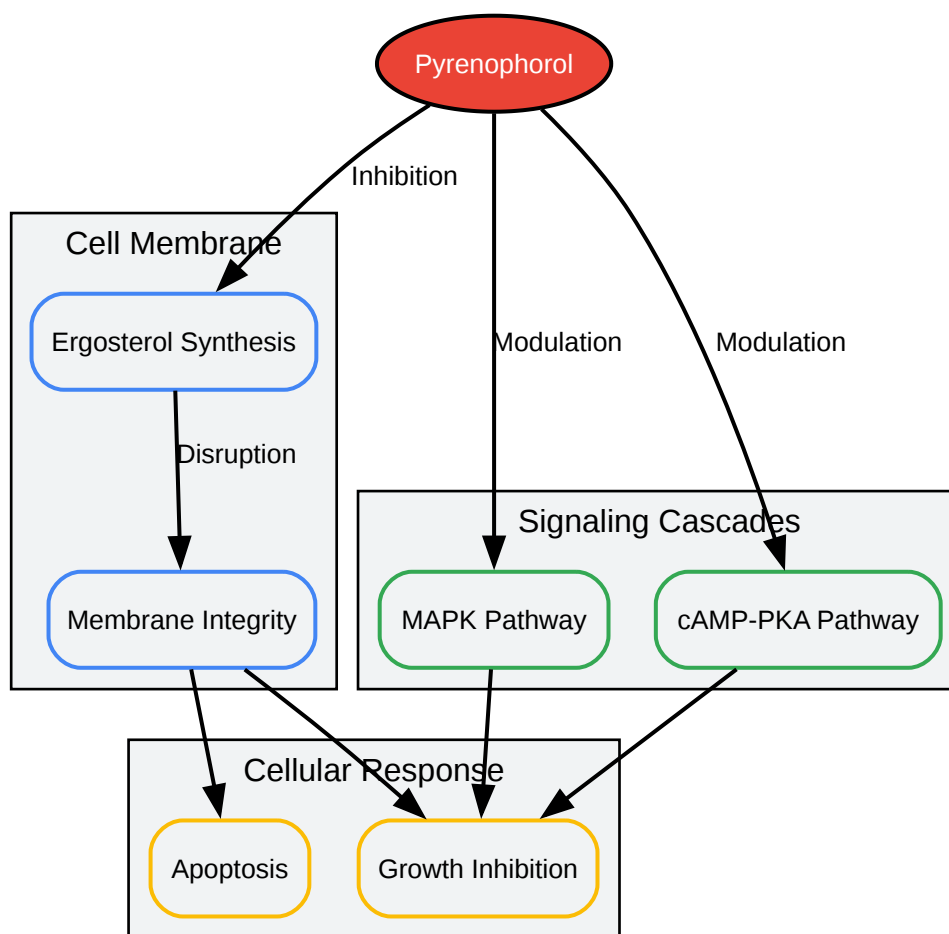 Pyrenophorol
Inhibition
Cell Membrane
Ergosterol Synthesis
Modulation
Modulation
Disruption
Signaling Cascades
Membrane Integrity
MAPK Pathway
cAMP-PKA Pathway
Cellular Response
Apoptosis
Growth Inhibition